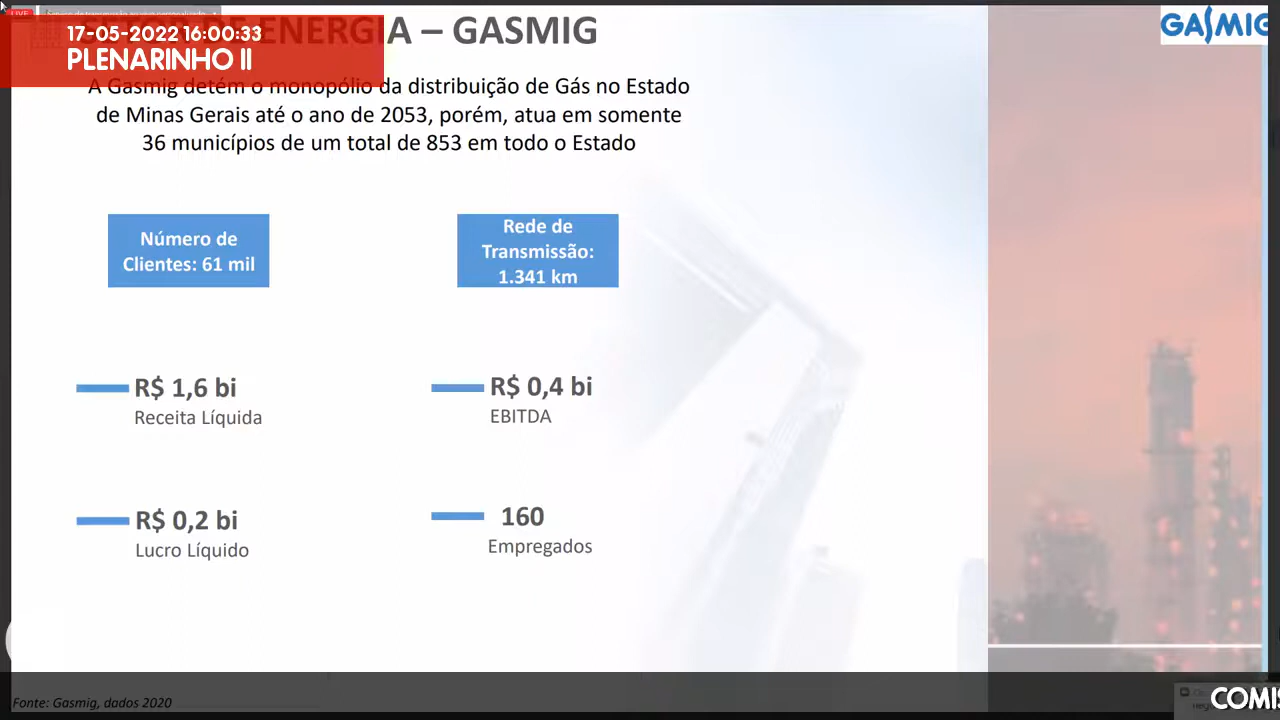 LIVE
17-05-2022 16:00:33
PLENARINHO II
DE ENERGIA – GASMIG
GASMIG
A Gasmig detém o monopólio da distribuição de Gás no Estado
de Minas Gerais até o ano de 2053, porém, atua em somente
36 municípios de um total de 853 em todo o Estado
Número de
Clientes: 61 mil
Rede de
Transmissão:
1.341 km
R$ 1,6 bi
Receita Líquida
R$ 0,4 bi
EBITDA
R$ 0,2 bi
Lucro Líquido
160
Empregados
Fonte: Gasmig, dados 2020
COMIS